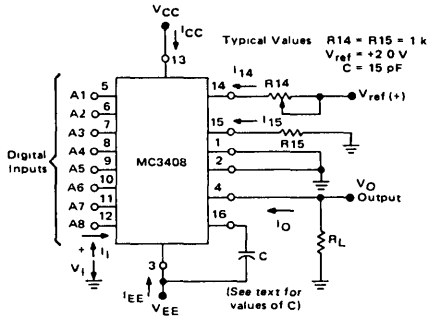 VCC
ICC
13
Typical Values R14 = R15 = 1 k
Vref = +2 0 V
C = 15 pF
A1 5
A2 6
A3 7
A4 8
A5 9
A6 10
A7 11
A8 12
Digital
Inputs
MC3408
14 I14 R14 Vref (+)
15 I15 R15
1
2
4 VO
Output
IO
16
RL
C
+ Ii
Vi
3
IEE
VEE
(See text for
values of C)